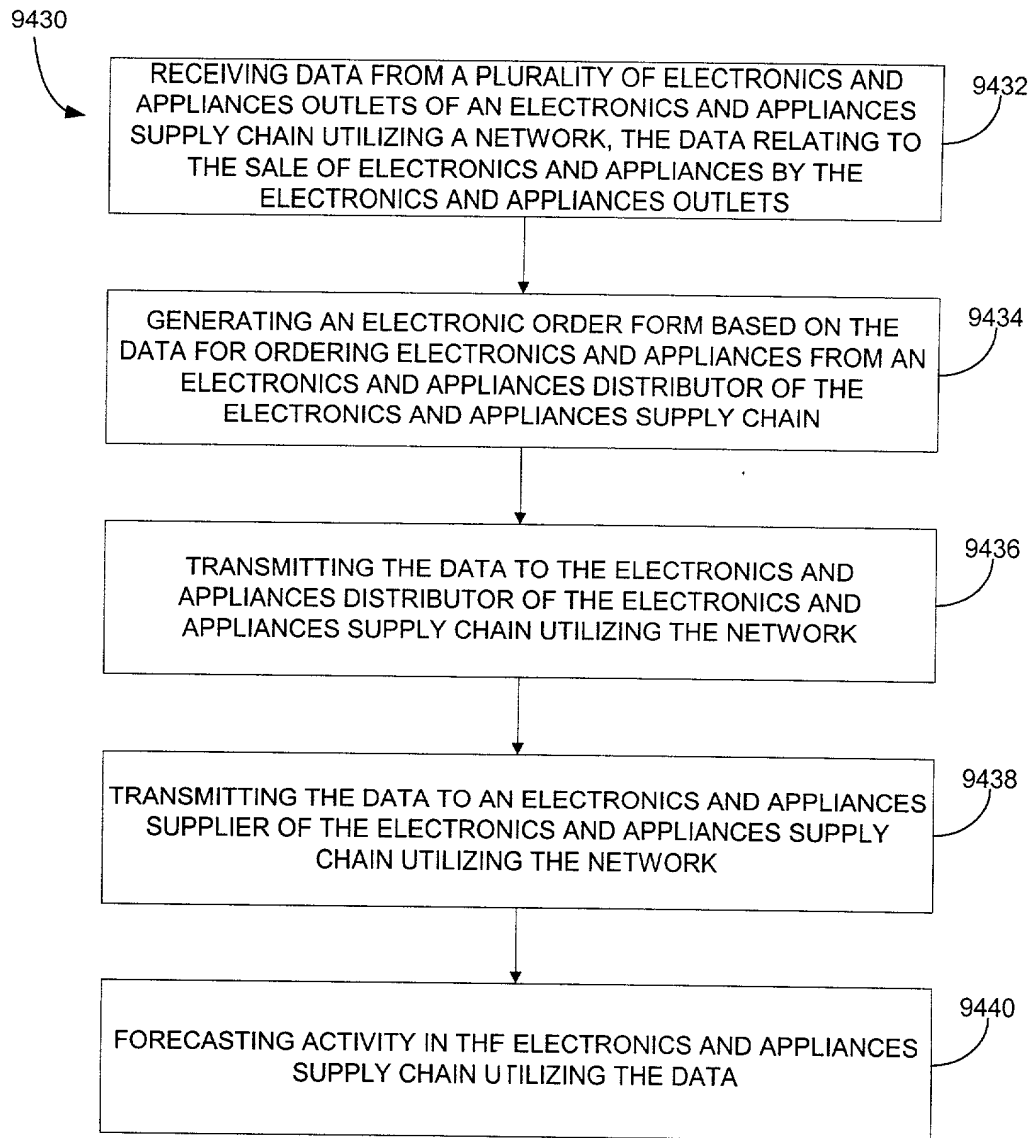 9430
RECEIVING DATA FROM A PLURALITY OF ELECTRONICS AND
APPLIANCES OUTLETS OF AN ELECTRONICS AND APPLIANCES
SUPPLY CHAIN UTILIZING A NETWORK, THE DATA RELATING TO
THE SALE OF ELECTRONICS AND APPLIANCES BY THE
ELECTRONICS AND APPLIANCES OUTLETS
9432
GENERATING AN ELECTRONIC ORDER FORM BASED ON THE
DATA FOR ORDERING ELECTRONICS AND APPLIANCES FROM AN
ELECTRONICS AND APPLIANCES DISTRIBUTOR OF THE
ELECTRONICS AND APPLIANCES SUPPLY CHAIN
9434
TRANSMITTING THE DATA TO THE ELECTRONICS AND
APPLIANCES DISTRIBUTOR OF THE ELECTRONICS AND
APPLIANCES SUPPLY CHAIN UTILIZING THE NETWORK
9436
TRANSMITTING THE DATA TO AN ELECTRONICS AND APPLIANCES
SUPPLIER OF THE ELECTRONICS AND APPLIANCES SUPPLY
CHAIN UTILIZING THE NETWORK
9438
FORECASTING ACTIVITY IN THE ELECTRONICS AND APPLIANCES
SUPPLY CHAIN UTILIZING THE DATA
9440